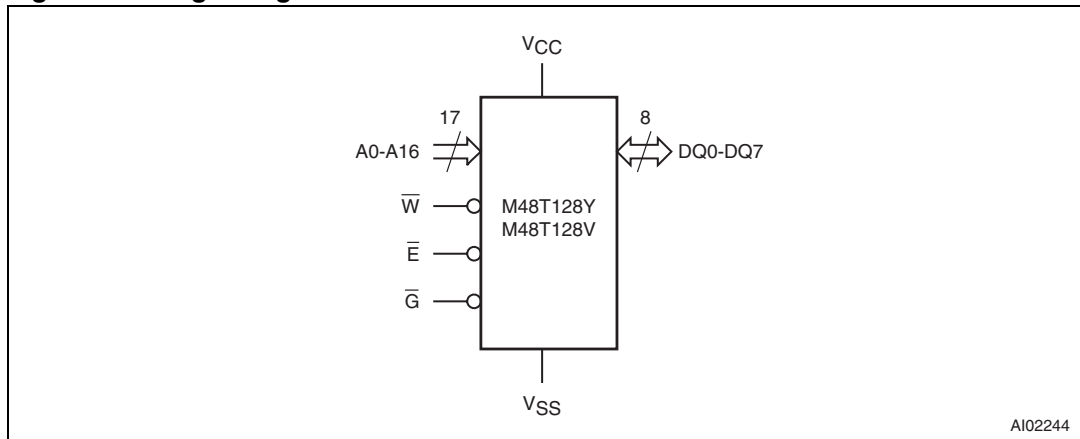 VCC
17
8
A0-A16
DQ0-DQ7
W̅
M48T128Y
M48T128V
E̅
G̅
VSS
AI02244